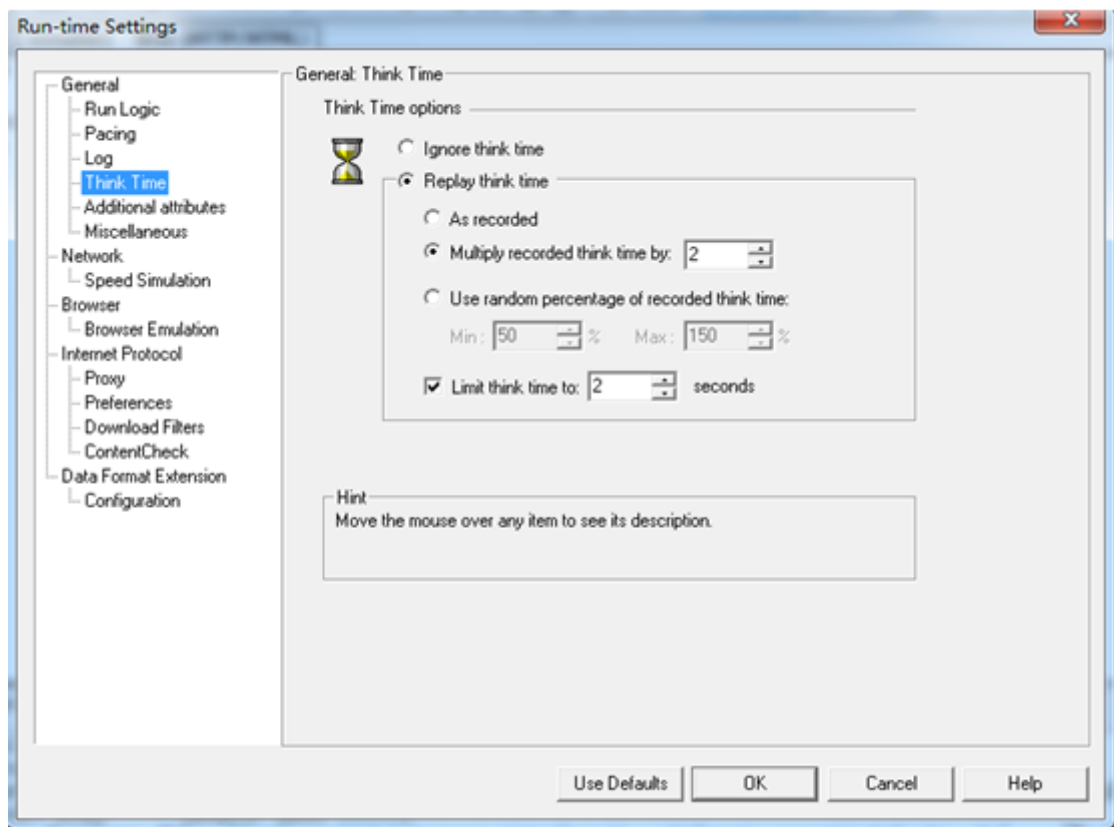 Run-time Settings
General
Run Logic
Pacing
Log
Think Time
Additional attributes
Miscellaneous
Network
Speed Simulation
Browser
Browser Emulation
Internet Protocol
Proxy
Preferences
Download Filters
ContentCheck
Data Format Extension
Configuration
General: Think Time
Think Time options
Ignore think time
Replay think time
As recorded
Multiply recorded think time by: 2
Use random percentage of recorded think time:
Min: 50 % Max: 150 %
Limit think time to: 2 seconds
Hint
Move the mouse over any item to see its description.
Use Defaults OK Cancel Help